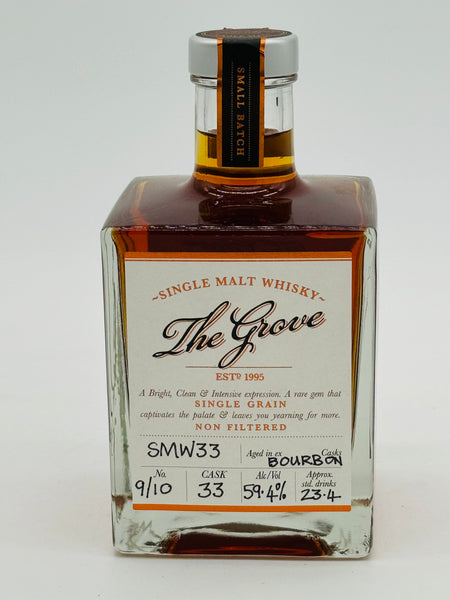 SMALL BATCH
~SINGLE MALT WHISKY~
The Grove
ESTD 1995
A Bright, Clean & Intensive expression. A rare gem that
SINGLE GRAIN
captivates the palate & leaves you yearning for more.
NON FILTERED
SMW33 Aged in ex Casks
BOURBON
No. CASK Alc/Vol Approx. std. drinks
9/10 33 59.4% 23.4